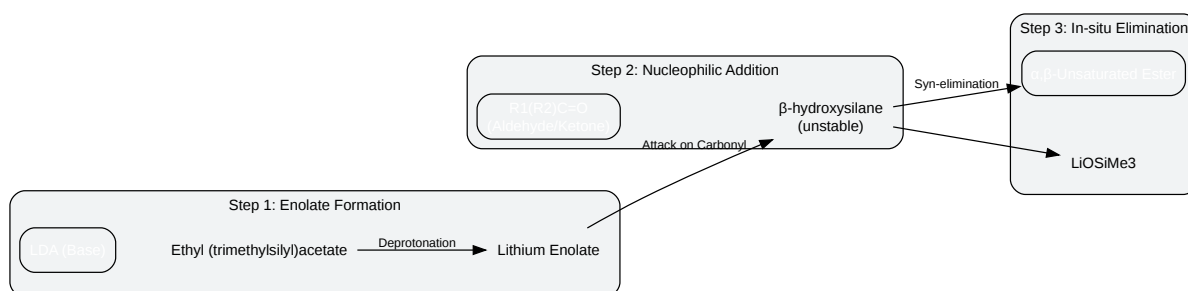 Step 3: In-situ Elimination
α,β-Unsaturated Ester
Step 2: Nucleophilic Addition
Syn-elimination
R1(R2)C=O
(Aldehyde/Ketone)
β-hydroxysilane
(unstable)
Attack on Carbonyl
LiOSiMe3
Step 1: Enolate Formation
LDA (Base)
Ethyl (trimethylsilyl)acetate
Deprotonation
Lithium Enolate